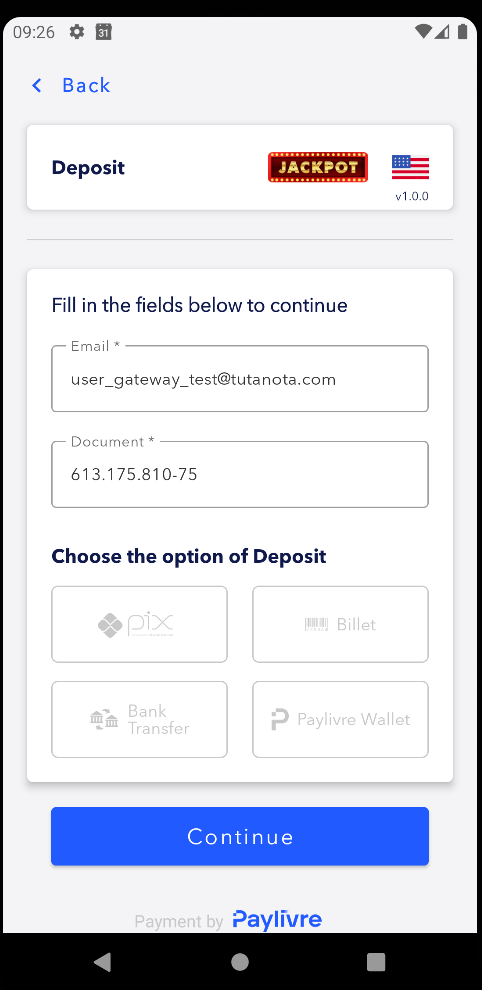 09:26
31
Back
Deposit
JACKPOT
v1.0.0
Fill in the fields below to continue
Email *
user_gateway_test@tutanota.com
Document *
613.175.810-75
Choose the option of Deposit
pix
Billet
Bank
Transfer
Paylivre Wallet
Continue
Payment by Paylivre